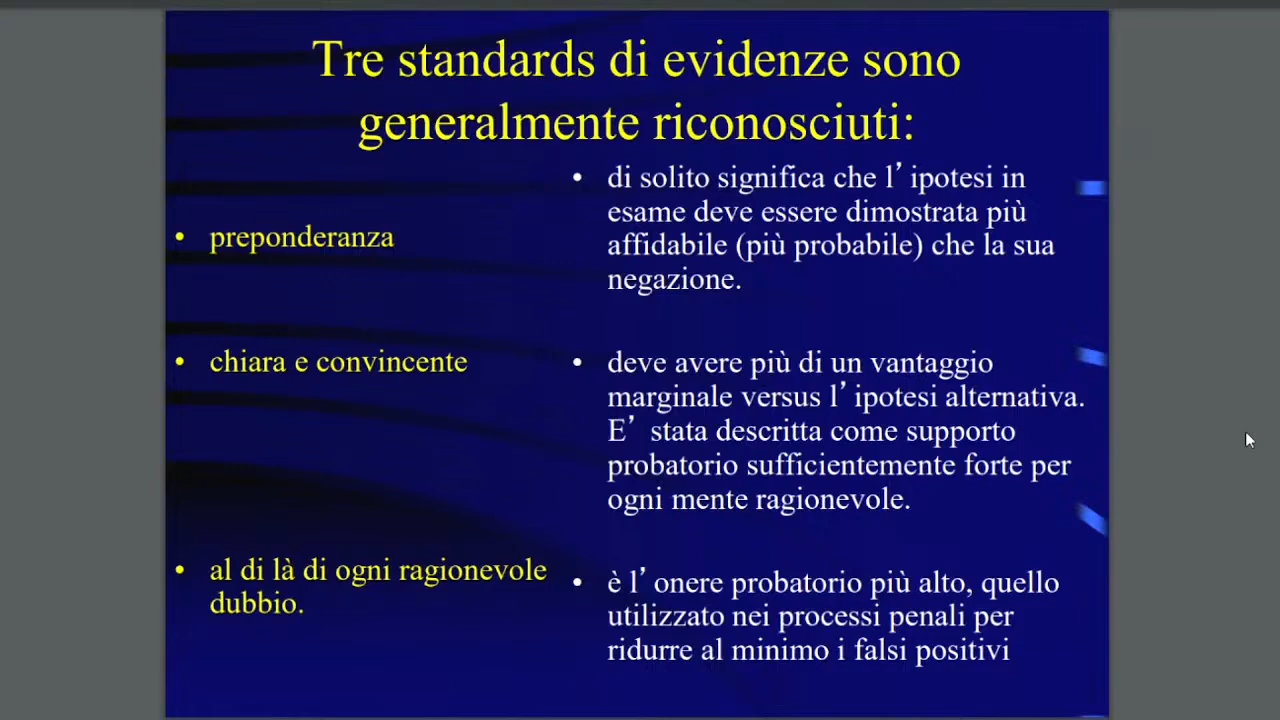 Tre standards di evidenze sono
generalmente riconosciuti:
• preponderanza
• di solito significa che l’ipotesi in
esame deve essere dimostrata più
affidabile (più probabile) che la sua
negazione.
• chiara e convincente
• deve avere più di un vantaggio
marginale versus l’ipotesi alternativa.
E’ stata descritta come supporto
probatorio sufficientemente forte per
ogni mente ragionevole.
• al di là di ogni ragionevole
dubbio.
• è l’onere probatorio più alto, quello
utilizzato nei processi penali per
ridurre al minimo i falsi positivi